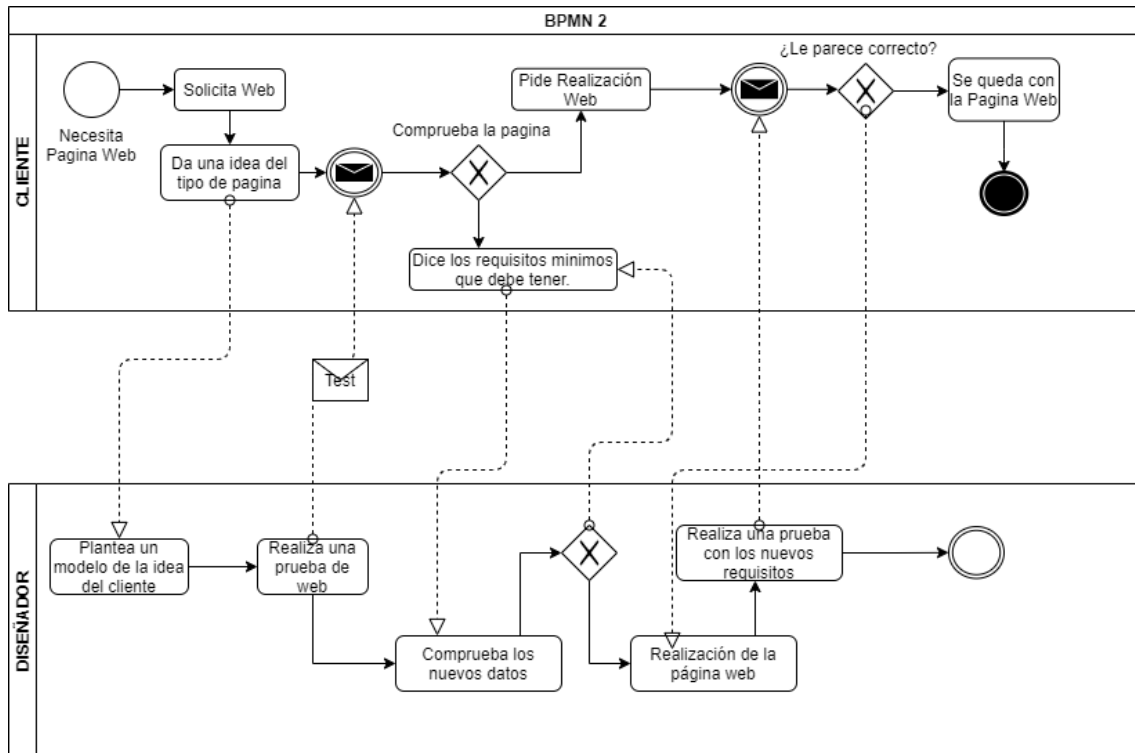 BPMN 2
CLIENTE
¿Le parece correcto?
Solicita Web
Pide Realización
Web
Se queda con
la Pagina Web
Necesita
Pagina Web
Comprueba la pagina
Da una idea del
tipo de pagina
Dice los requisitos minimos
que debe tener.
Test
DISEÑADOR
Plantea un
modelo de la idea
del cliente
Realiza una
prueba de
web
Realiza una prueba
con los nuevos
requisitos
Comprueba los
nuevos datos
Realización de la
página web